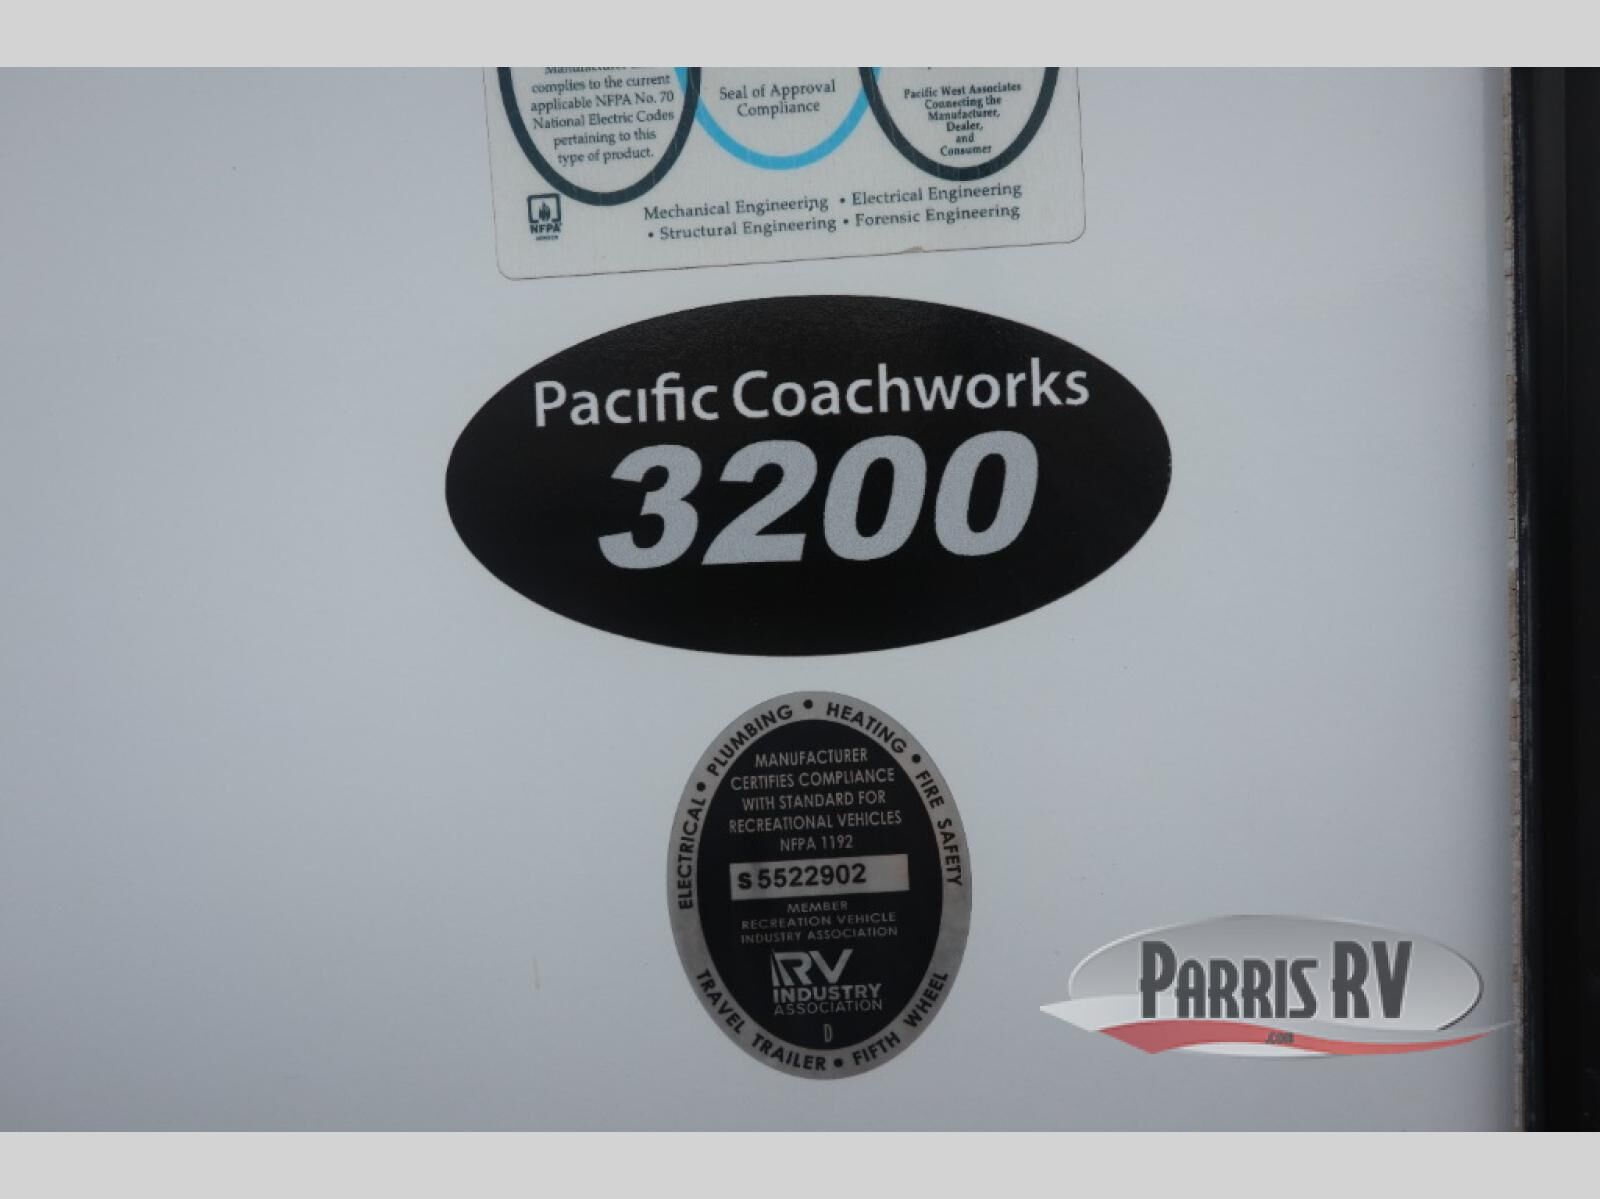 complies to the current
applicable NFPA No. 70
National Electric Codes
pertaining to this
type of product.
Seal of Approval
Compliance
Pacific West Associates
Connecting the
Manufacturer,
Dealer,
and
Consumer
NFPA
Mechanical Engineering • Electrical Engineering
• Structural Engineering • Forensic Engineering
Pacific Coachworks
3200
ELECTRICAL • PLUMBING • HEATING • FIRE SAFETY
MANUFACTURER
CERTIFIES COMPLIANCE
WITH STANDARD FOR
RECREATIONAL VEHICLES
NFPA 1192
S 5522902
MEMBER
RECREATION VEHICLE
INDUSTRY ASSOCIATION
RV
INDUSTRY
ASSOCIATION
D
TRAVEL TRAILER • FIFTH WHEEL
PARRIS RV
.COM